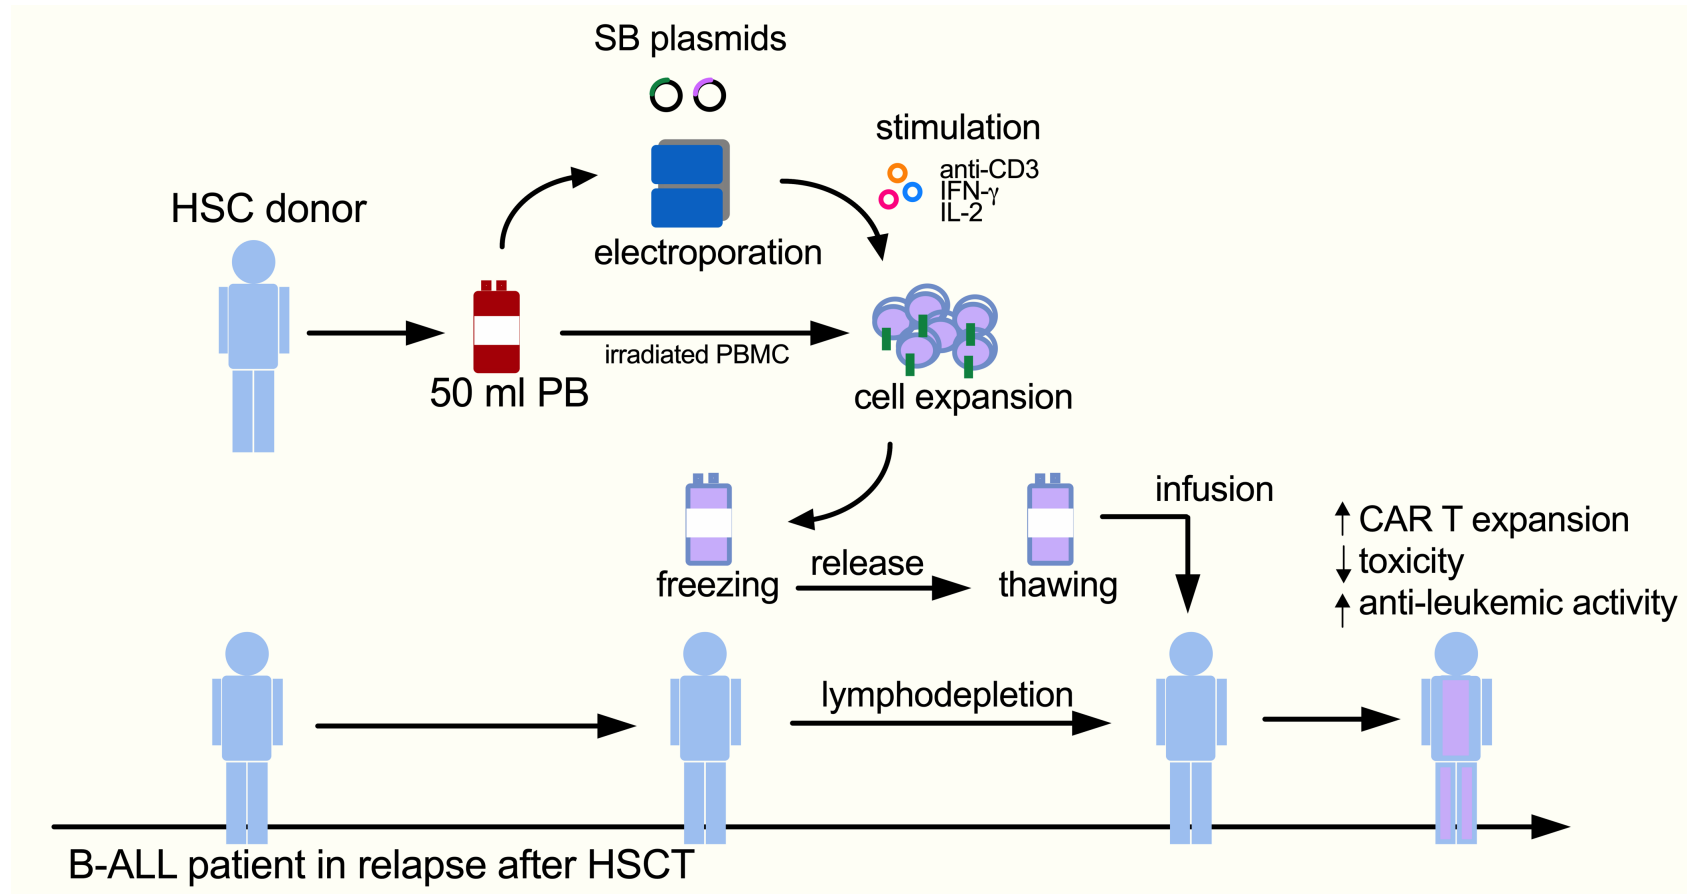 SB plasmids
stimulation
anti-CD3
IFN-γ
IL-2
HSC donor
electroporation
irradiated PBMC
50 ml PB
cell expansion
infusion
CAR T expansion
release
toxicity
freezing
thawing
anti-leukemic activity
lymphodepletion
B-ALL patient in relapse after HSCT